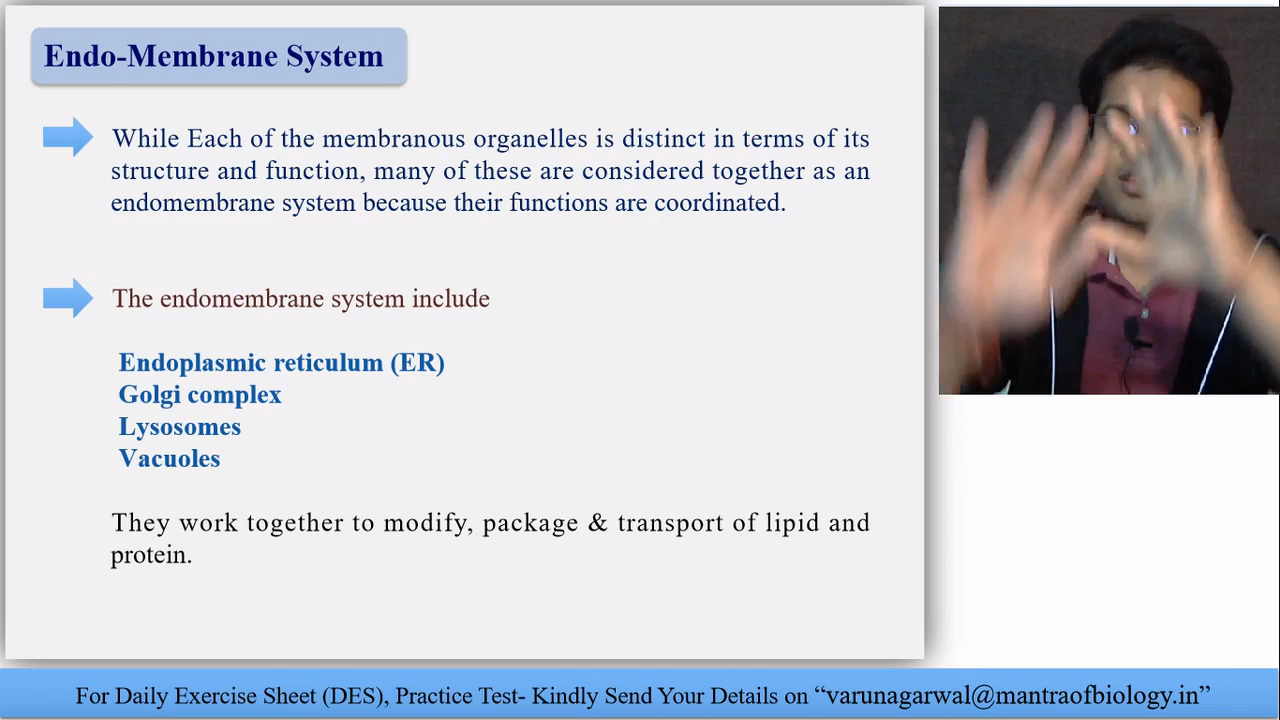 Endo-Membrane System
While Each of the membranous organelles is distinct in terms of its
structure and function, many of these are considered together as an
endomembrane system because their functions are coordinated.
The endomembrane system include
Endoplasmic reticulum (ER)
Golgi complex
Lysosomes
Vacuoles
They work together to modify, package & transport of lipid and
protein.
For Daily Exercise Sheet (DES), Practice Test- Kindly Send Your Details on “varunagarwal@mantraofbiology.in”